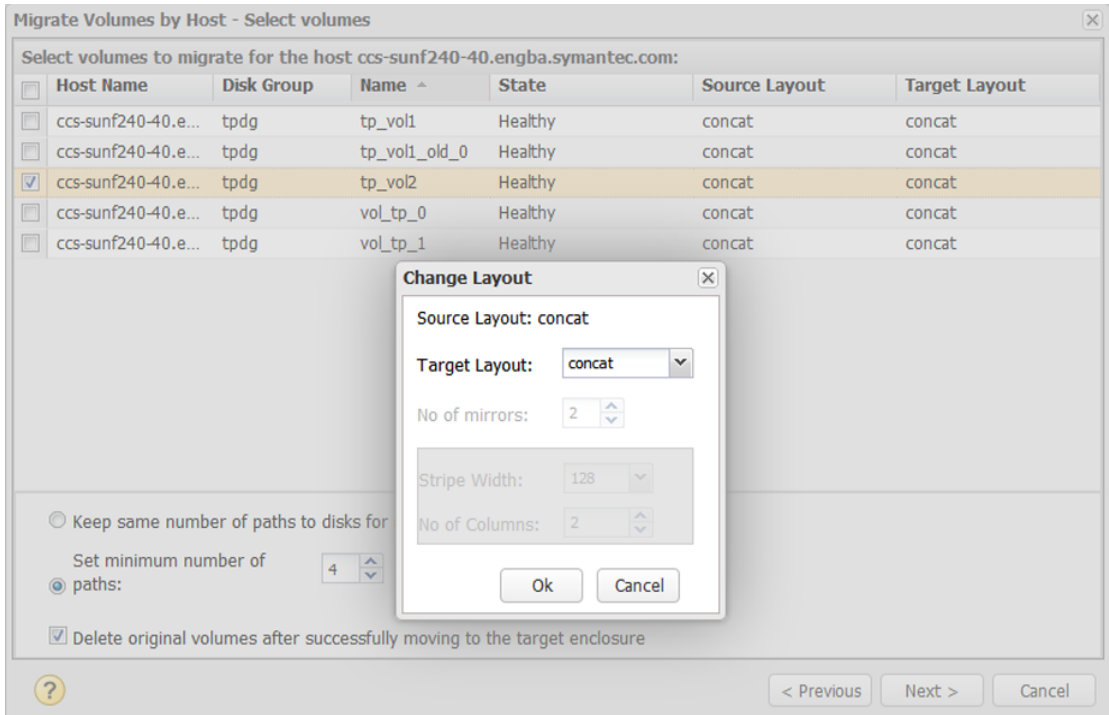 Migrate Volumes by Host - Select volumes
Select volumes to migrate for the host ccs-sunf240-40.engba.symantec.com:
Host Name Disk Group Name State Source Layout Target Layout
ccs-sunf240-40.e... tpdg tp_vol1 Healthy concat concat
ccs-sunf240-40.e... tpdg tp_vol1_old_0 Healthy concat concat
ccs-sunf240-40.e... tpdg tp_vol2 Healthy concat concat
ccs-sunf240-40.e... tpdg vol_tp_0 Healthy concat concat
ccs-sunf240-40.e... tpdg vol_tp_1 Healthy concat concat
Change Layout
Source Layout: concat
Target Layout: concat
No of mirrors: 2
Stripe Width: 128
No of Columns: 2
Ok Cancel
Keep same number of paths to disks for
Set minimum number of
paths: 4
Delete original volumes after successfully moving to the target enclosure
? < Previous Next > Cancel